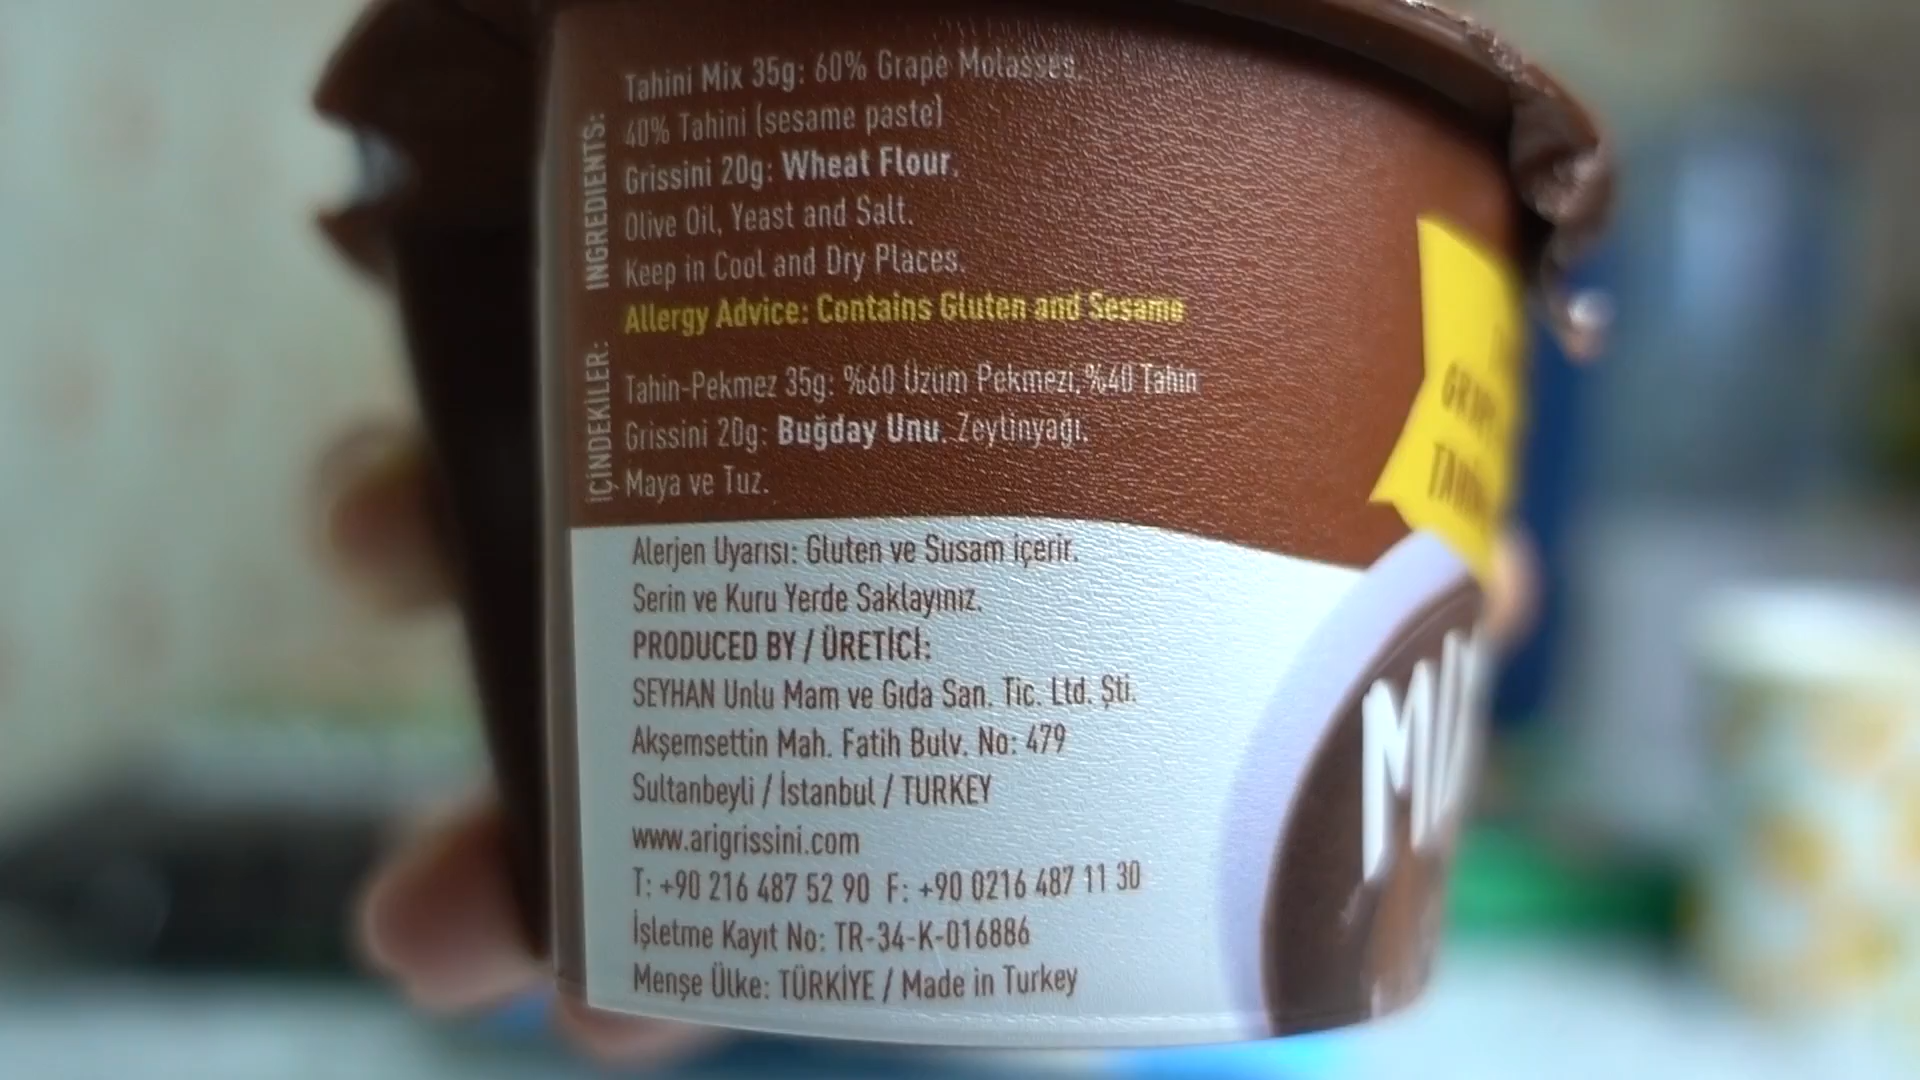 INGREDIENTS:
Tahini Mix 35g: 60% Grape Molasses,
40% Tahini (sesame paste)
Grissini 20g: Wheat Flour,
Olive Oil, Yeast and Salt.
Keep in Cool and Dry Places.
Allergy Advice: Contains Gluten and Sesame
İÇİNDEKİLER:
Tahin-Pekmez 35g: %60 Üzüm Pekmezi, %40 Tahin
Grissini 20g: Buğday Unu, Zeytinyağı,
Maya ve Tuz.
Alerjen Uyarısı: Gluten ve Susam içerir.
Serin ve Kuru Yerde Saklayınız.
PRODUCED BY / ÜRETİCİ:
SEYHAN Unlu Mam ve Gıda San. Tic. Ltd. Şti.
Akşemsettin Mah. Fatih Bulv. No: 479
Sultanbeyli / İstanbul / TURKEY
www.arigrissini.com
T: +90 216 487 52 90 F: +90 0216 487 11 30
İşletme Kayıt No: TR-34-K-016886
Menşe Ülke: TÜRKİYE / Made in Turkey